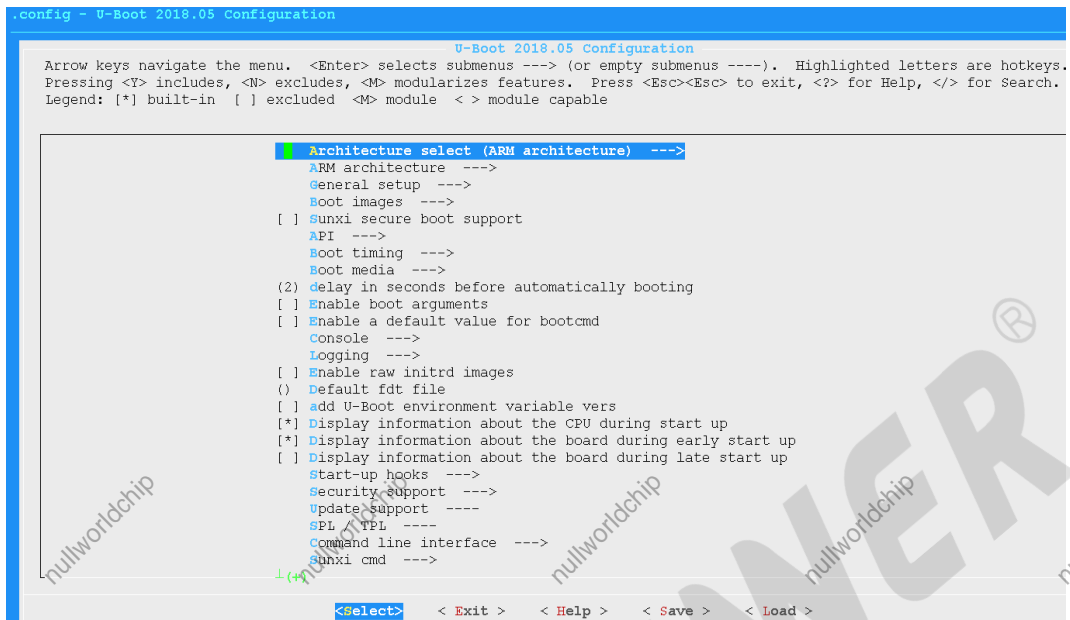 .config - U-Boot 2018.05 Configuration
U-Boot 2018.05 Configuration
Arrow keys navigate the menu.  <Enter> selects submenus ---> (or empty submenus ----).  Highlighted letters are hotkeys.
Pressing <Y> includes, <N> excludes, <M> modularizes features.  Press <Esc><Esc> to exit, <?> for Help, </> for Search.
Legend: [*] built-in  [ ] excluded  <M> module  < > module capable
Architecture select (ARM architecture)  --->
ARM architecture  --->
General setup  --->
Boot images  --->
[ ] Sunxi secure boot support
API  --->
Boot timing  --->
Boot media  --->
(2) delay in seconds before automatically booting
[ ] Enable boot arguments
[ ] Enable a default value for bootcmd
Console  --->
Logging  --->
[ ] Enable raw initrd images
()  Default fdt file
[ ] add U-Boot environment variable vers
[*] Display information about the CPU during start up
[*] Display information about the board during early start up
[ ] Display information about the board during late start up
Start-up hooks  --->
Security support  --->
Update support  ----
SPL / TPL  ----
Command line interface  --->
Sunxi cmd  --->
(+)
<Select>    < Exit >    < Help >    < Save >    < Load >
nullworldchip nullworldchip nullworldchip nullworldchip
WER ®